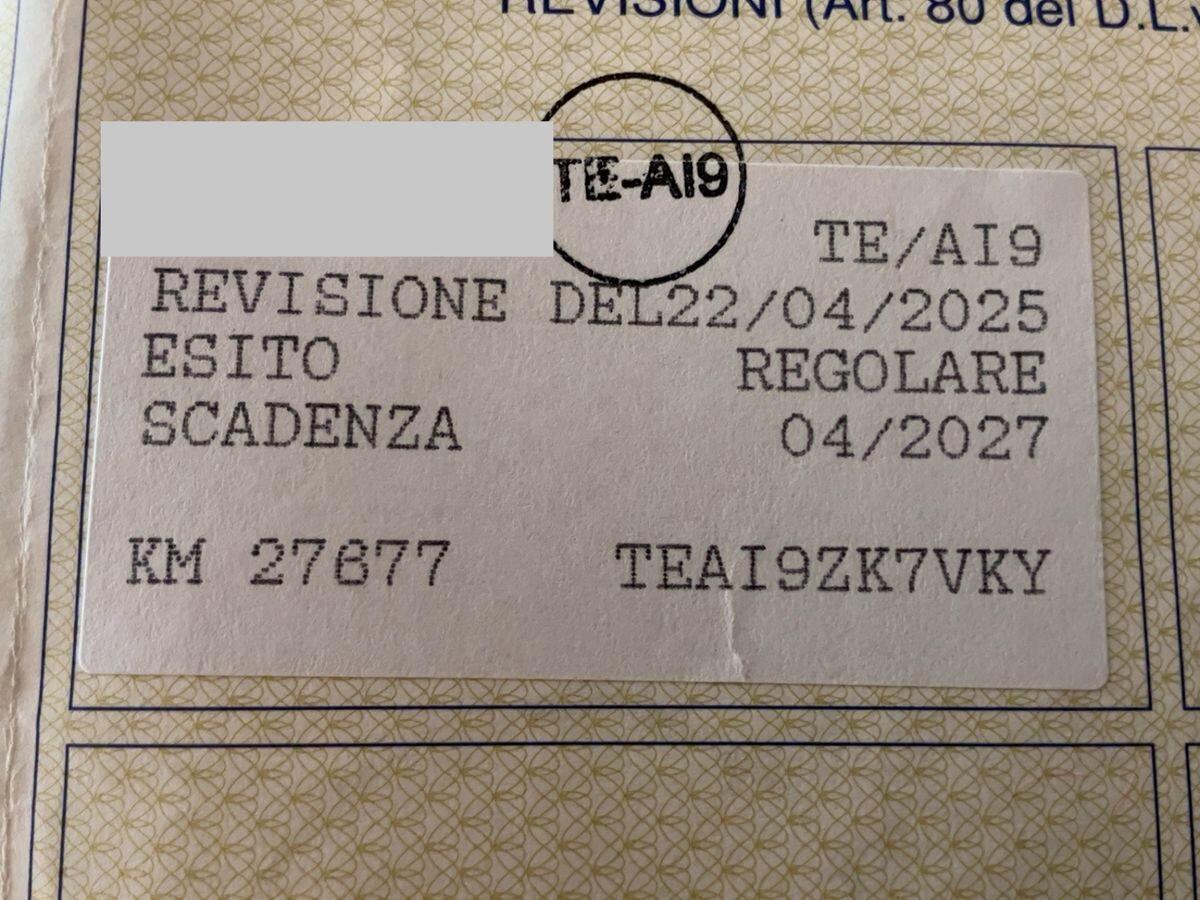 REVISIONI (Art. 80 del D.L.
TE-AI9
TE/AI9
REVISIONE DEL22/04/2025
ESITO REGOLARE
SCADENZA 04/2027
KM 27677 TEAI9ZK7VKY